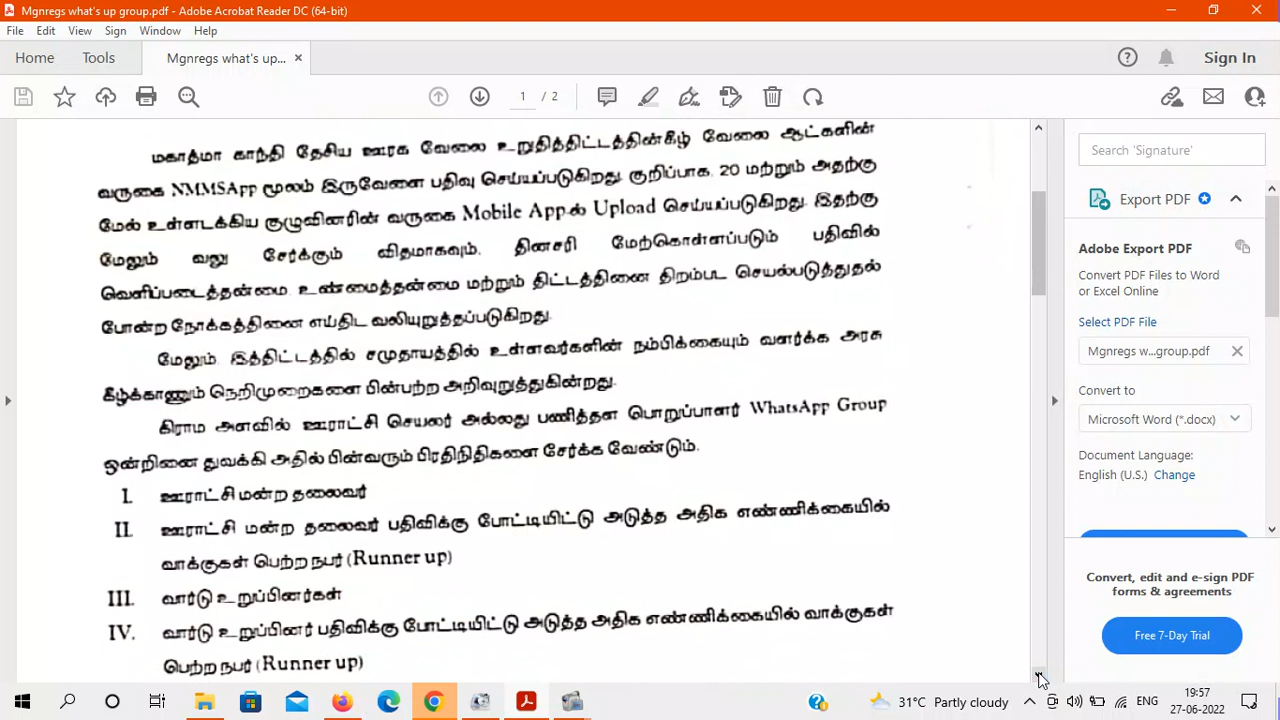 Mgnregs what's up group.pdf - Adobe Acrobat Reader DC (64-bit)
File Edit View Sign Window Help
Home Tools Mgnregs what's up... × Sign In
1 / 2
மகாத்மா காந்தி தேசிய ஊரக வேலை உறுதித்திட்டத்தின்கீழ் வேலை ஆட்களின்
வருகை NMMSApp மூலம் இருவேளை பதிவு செய்யப்படுகிறது. குறிப்பாக, 20 மற்றும் அதற்கு
மேல் உள்ளடக்கிய குழுவினரின் வருகை Mobile App-ல் Upload செய்யப்படுகிறது. இதற்கு
மேலும் வலு சேர்க்கும் விதமாகவும், தினசரி மேற்கொள்ளப்படும் பதிவில்
வெளிப்படைத்தன்மை, உண்மைத்தன்மை மற்றும் திட்டத்தினை திறம்பட செயல்படுத்துதல்
போன்ற நோக்கத்தினை எய்திட வலியுறுத்தப்படுகிறது.
மேலும், இத்திட்டத்தில் சமுதாயத்தில் உள்ளவர்களின் நம்பிக்கையும் வளர்க்க அரசு
கீழ்க்காணும் நெறிமுறைகளை பின்பற்ற அறிவுறுத்துகின்றது.
கிராம அளவில் ஊராட்சி செயலர் அல்லது பணித்தள பொறுப்பாளர் WhatsApp Group
ஒன்றினை துவக்கி அதில் பின்வரும் பிரதிநிதிகளை சேர்க்க வேண்டும்.
I. ஊராட்சி மன்ற தலைவர்
II. ஊராட்சி மன்ற தலைவர் பதிவிக்கு போட்டியிட்டு அடுத்த அதிக எண்ணிக்கையில்
வாக்குகள் பெற்ற நபர் (Runner up)
III. வார்டு உறுப்பினர்கள்
IV. வார்டு உறுப்பினர் பதிவிக்கு போட்டியிட்டு அடுத்த அதிக எண்ணிக்கையில் வாக்குகள்
பெற்ற நபர் (Runner up)
Search 'Signature'
Export PDF
Adobe Export PDF
Convert PDF Files to Word
or Excel Online
Select PDF File
Mgnregs w...group.pdf ×
Convert to
Microsoft Word (*.docx)
Document Language:
English (U.S.) Change
Convert, edit and e-sign PDF
forms & agreements
Free 7-Day Trial
31°C Partly cloudy ENG 19:57
27-06-2022